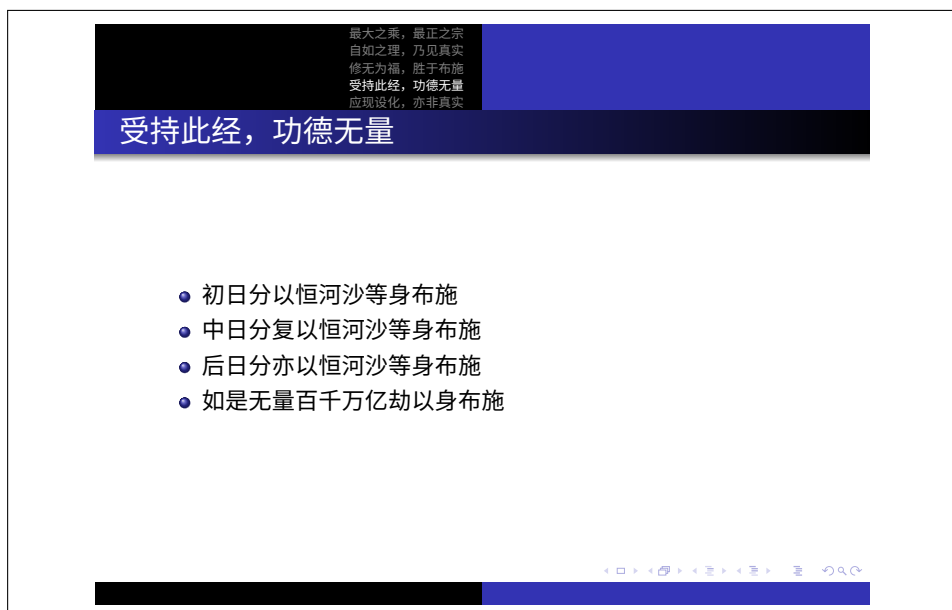 最大之乘，最正之宗
自如之理，乃见真实
修无为福，胜于布施
受持此经，功德无量
应现设化，亦非真实
受持此经，功德无量
初日分以恒河沙等身布施
中日分复以恒河沙等身布施
后日分亦以恒河沙等身布施
如是无量百千万亿劫以身布施